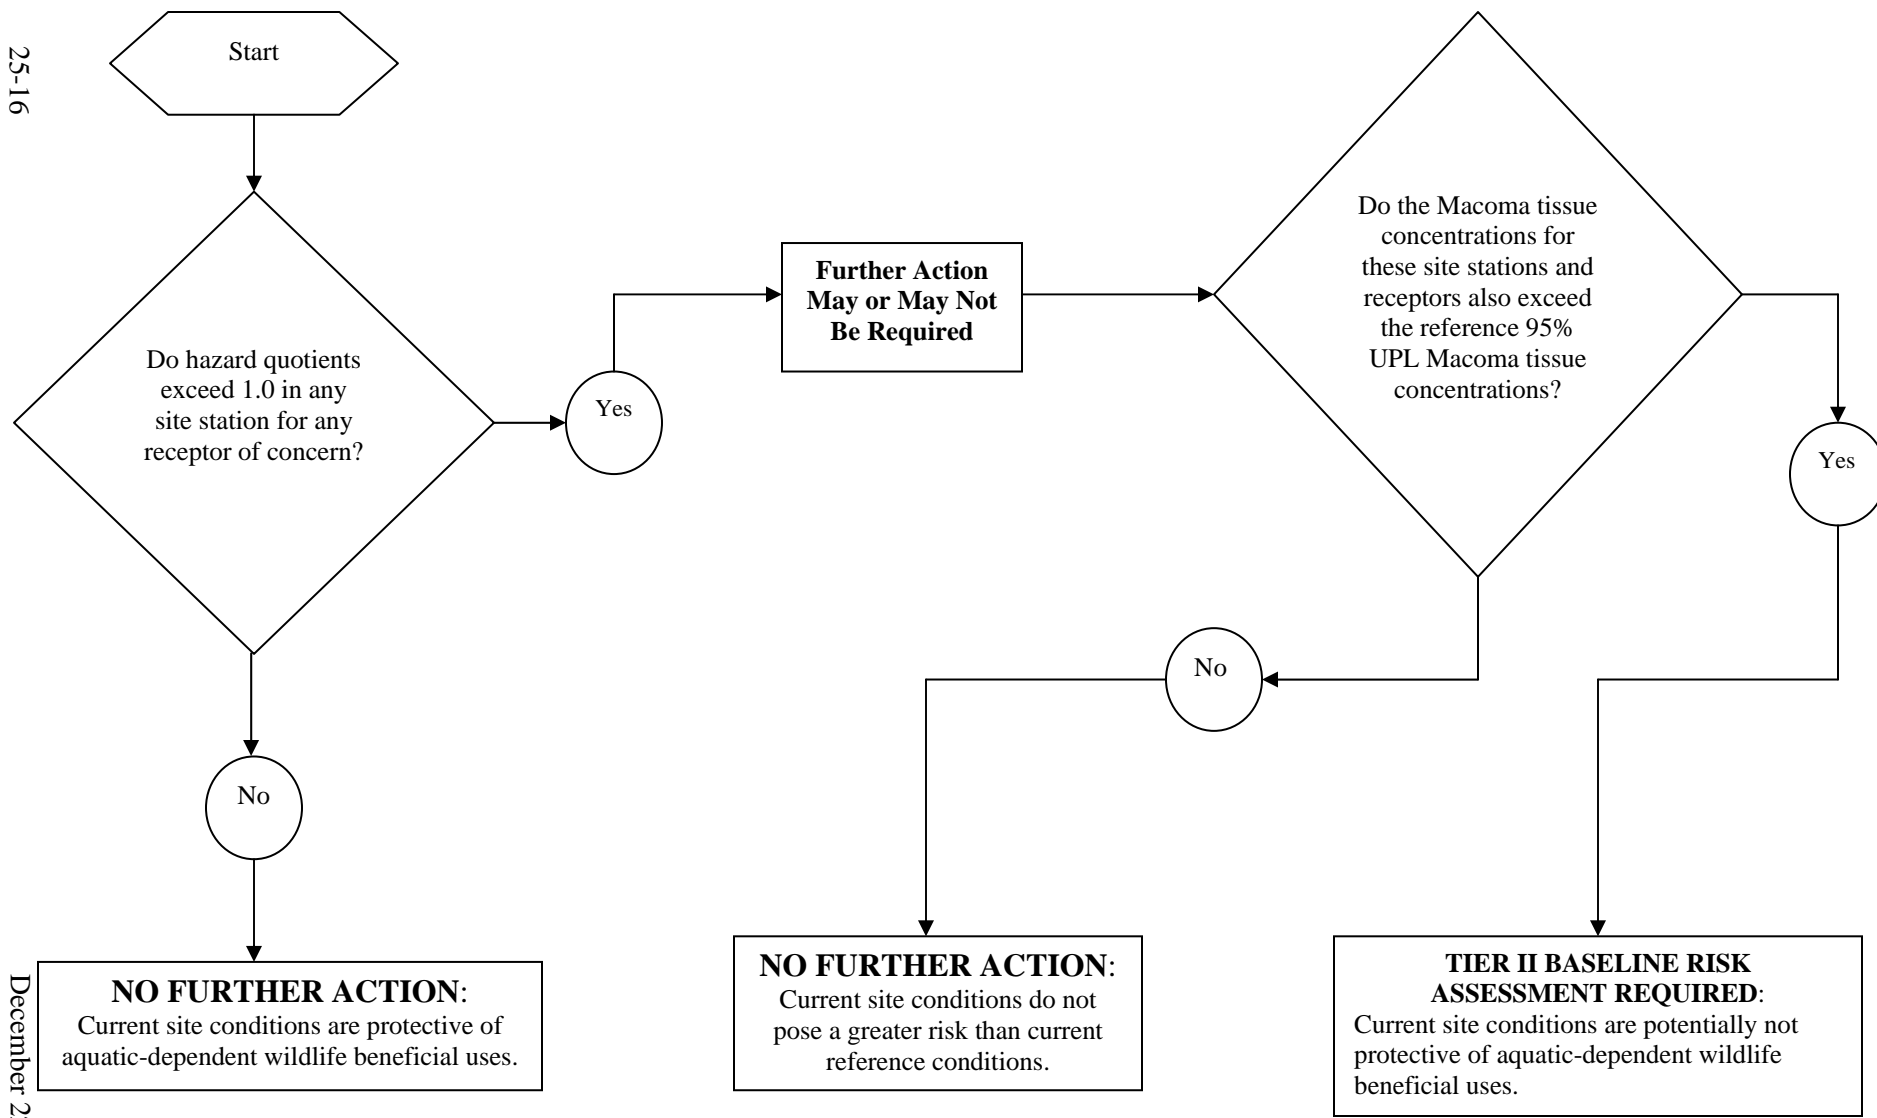 25-16
Start
Do hazard quotients
exceed 1.0 in any
site station for any
receptor of concern?
Yes
No
Further Action
May or May Not
Be Required
Do the Macoma tissue
concentrations for
these site stations and
receptors also exceed
the reference 95%
UPL Macoma tissue
concentrations?
Yes
No
NO FURTHER ACTION:
Current site conditions are protective of
aquatic-dependent wildlife beneficial uses.
NO FURTHER ACTION:
Current site conditions do not
pose a greater risk than current
reference conditions.
TIER II BASELINE RISK
ASSESSMENT REQUIRED:
Current site conditions are potentially not
protective of aquatic-dependent wildlife
beneficial uses.
December